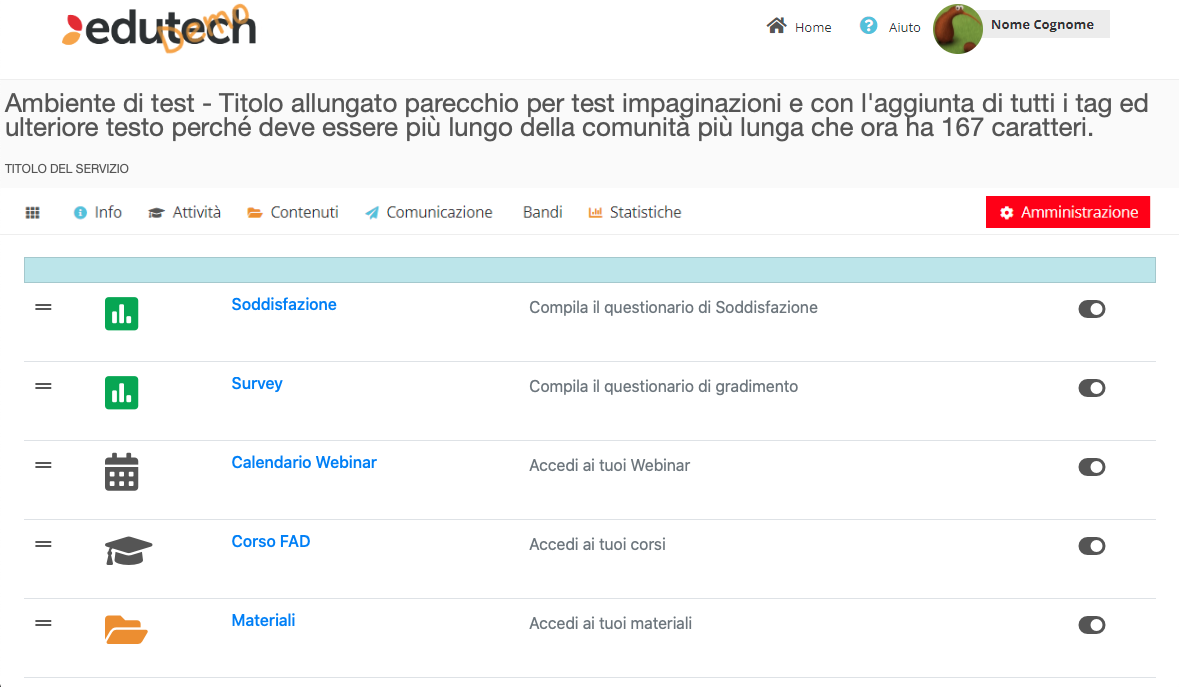 edutech
Demo
Home
Aiuto
Nome Cognome
Ambiente di test - Titolo allungato parecchio per test impaginazioni e con l'aggiunta di tutti i tag ed
ulteriore testo perché deve essere più lungo della comunità più lunga che ora ha 167 caratteri.
TITOLO DEL SERVIZIO
Info
Attività
Contenuti
Comunicazione
Bandi
Statistiche
Amministrazione
Soddisfazione
Compila il questionario di Soddisfazione
Survey
Compila il questionario di gradimento
Calendario Webinar
Accedi ai tuoi Webinar
Corso FAD
Accedi ai tuoi corsi
Materiali
Accedi ai tuoi materiali